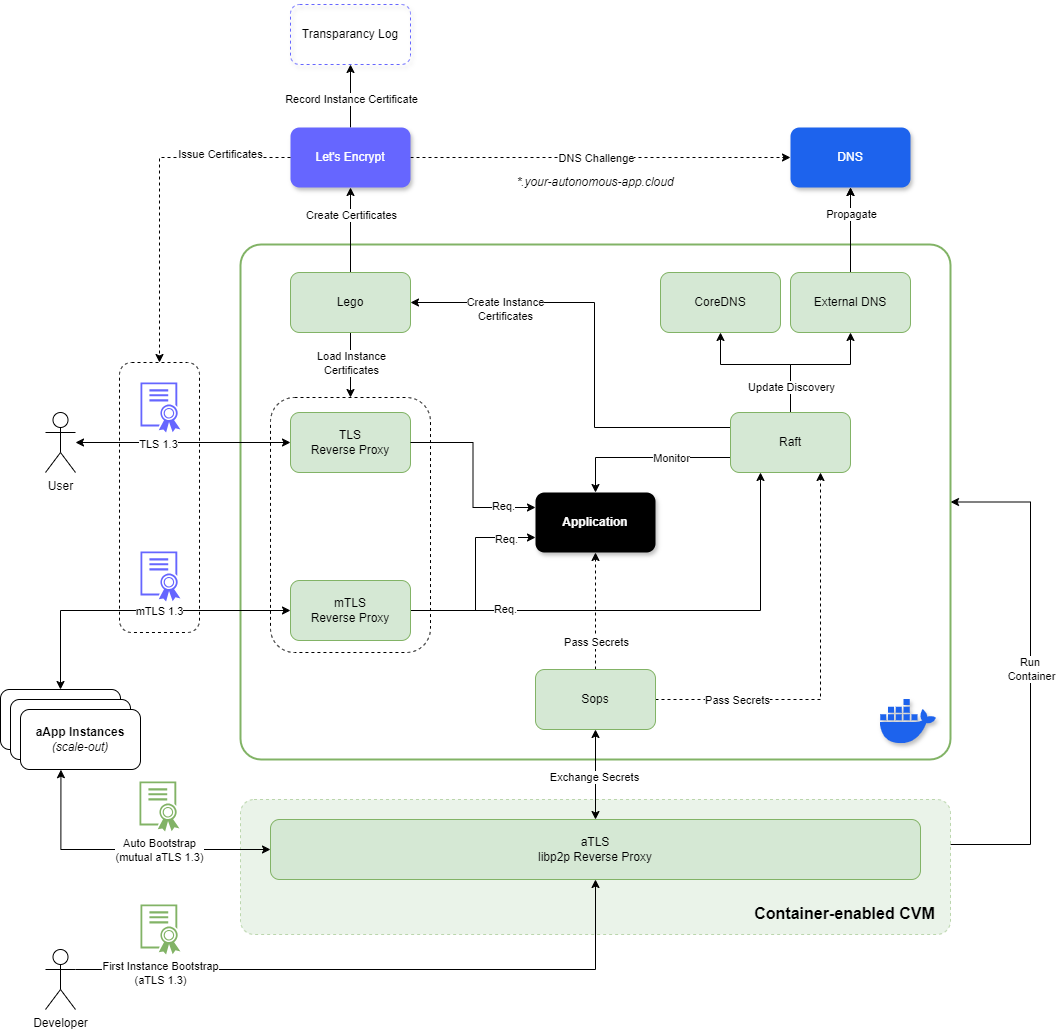 Transparancy Log
Record Instance Certificate
Issue Certificates
Let's Encrypt
DNS Challenge
*.your-autonomous-app.cloud
DNS
Create Certificates
Propagate
Lego
Create Instance
Certificates
CoreDNS
External DNS
Load Instance
Certificates
Update Discovery
TLS 1.3
User
TLS
Reverse Proxy
Raft
Monitor
Req.
Application
Req.
mTLS 1.3
mTLS
Reverse Proxy
Req.
Pass Secrets
Run
Container
Sops
Pass Secrets
aApp Instances
(scale-out)
Exchange Secrets
Auto Bootstrap
(mutual aTLS 1.3)
aTLS
libp2p Reverse Proxy
Container-enabled CVM
First Instance Bootstrap
(aTLS 1.3)
Developer